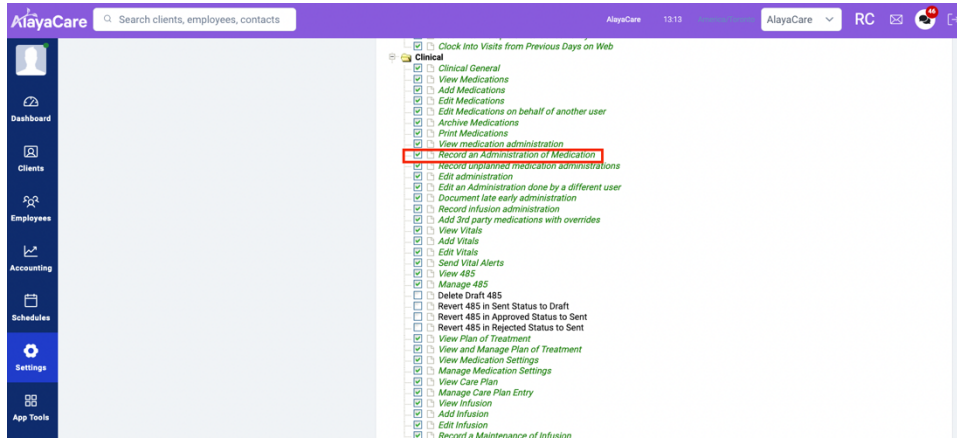 AlayaCare
Search clients, employees, contacts
AlayaCare
13:13
AlayaCare
RC
46
Dashboard
Clients
Employees
Accounting
Schedules
Settings
App Tools
Clock Into Visits from Previous Days on Web
Clinical
Clinical General
View Medications
Add Medications
Edit Medications
Edit Medications on behalf of another user
Archive Medications
Print Medications
View medication administration
Record an Administration of Medication
Record unplanned medication administrations
Edit administration
Edit an Administration done by a different user
Document late early administration
Record infusion administration
Add 3rd party medications with overrides
View Vitals
Add Vitals
Edit Vitals
Send Vital Alerts
View 485
Manage 485
Delete Draft 485
Revert 485 in Sent Status to Draft
Revert 485 in Approved Status to Sent
Revert 485 in Rejected Status to Sent
View Plan of Treatment
View and Manage Plan of Treatment
View Medication Settings
Manage Medication Settings
View Care Plan
Manage Care Plan Entry
View Infusion
Add Infusion
Edit Infusion
Record a Maintenance of Infusion